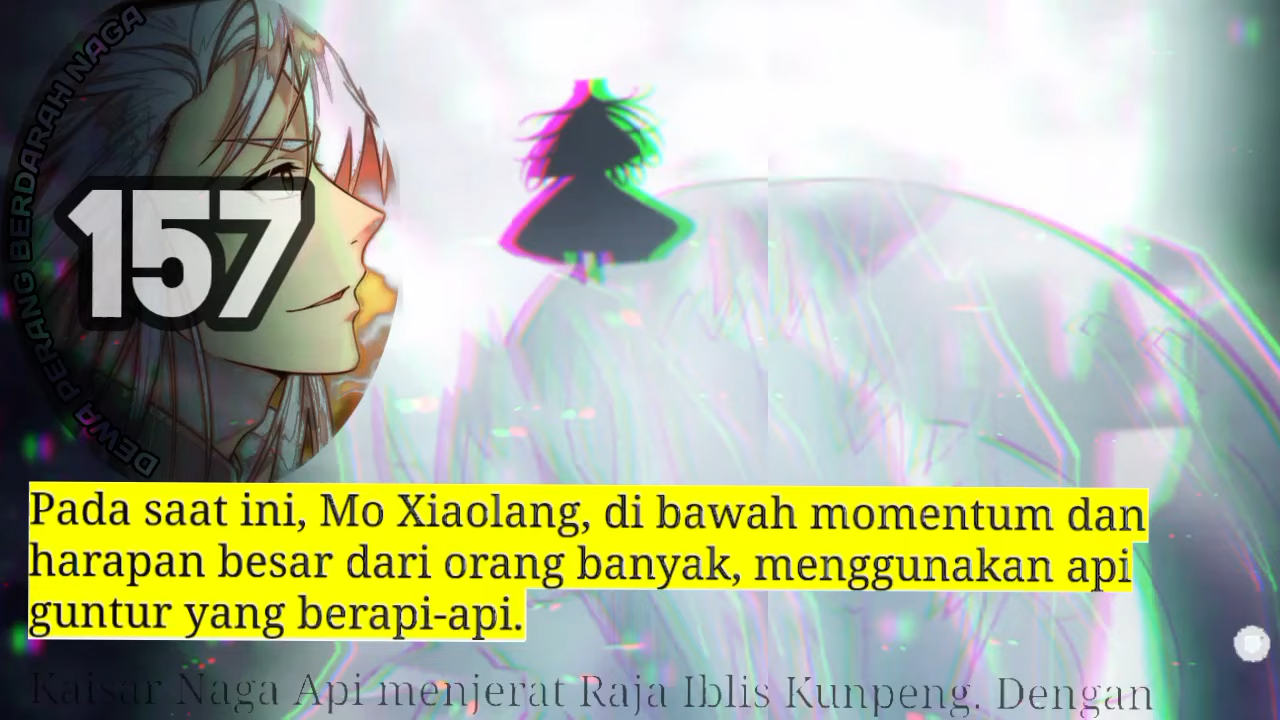 DEWA PERANG BERDARAH NAGA
157
Pada saat ini, Mo Xiaolang, di bawah momentum dan
harapan besar dari orang banyak, menggunakan api
guntur yang berapi-api.
Kaisar Naga Api menjerat Raja Iblis Kunpeng. Dengan